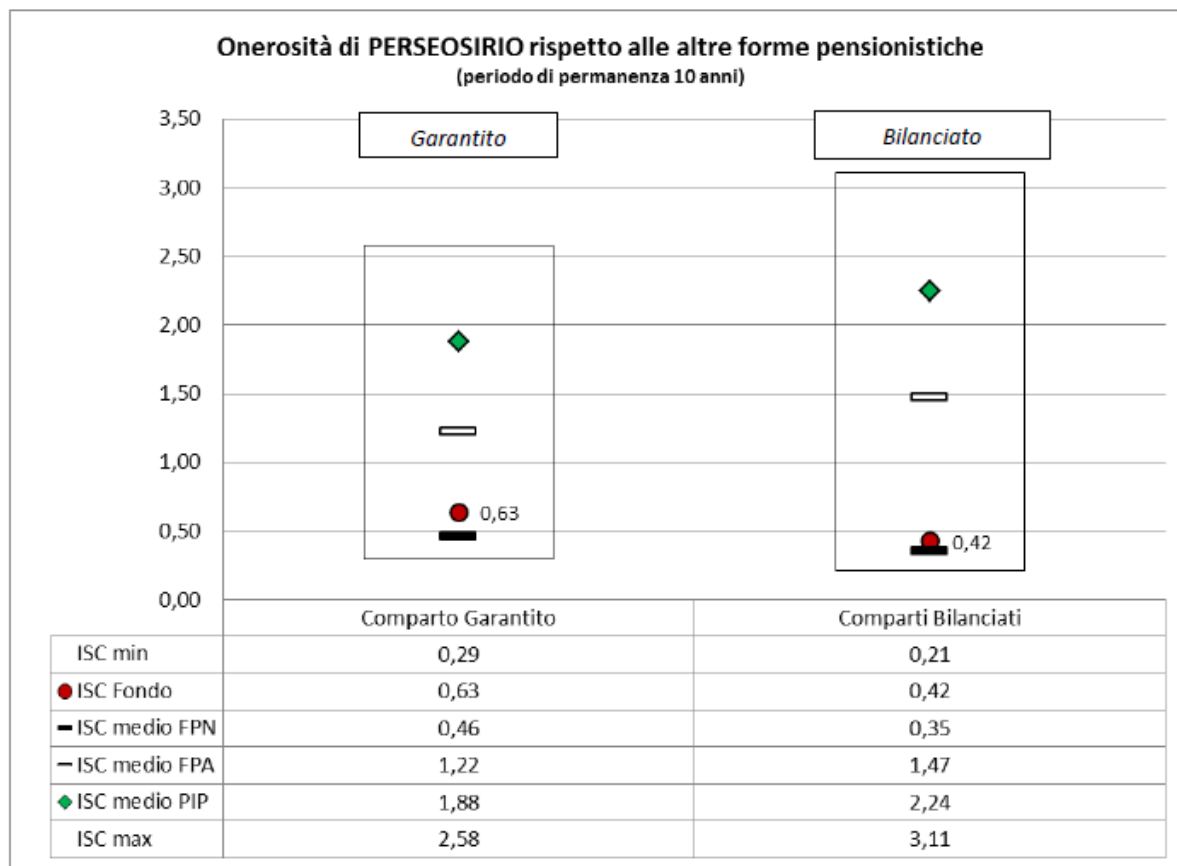 Onerosità di PERSEOSIRIO rispetto alle altre forme pensionistiche
(periodo di permanenza 10 anni)
3,50
Garantito
Bilanciato
3,00
2,50
2,00
1,50
1,00
0,63
0,50
0,42
0,00
Comparto Garantito Comparti Bilanciati
ISC min 0,29 0,21
ISC Fondo 0,63 0,42
ISC medio FPN 0,46 0,35
ISC medio FPA 1,22 1,47
ISC medio PIP 1,88 2,24
ISC max 2,58 3,11